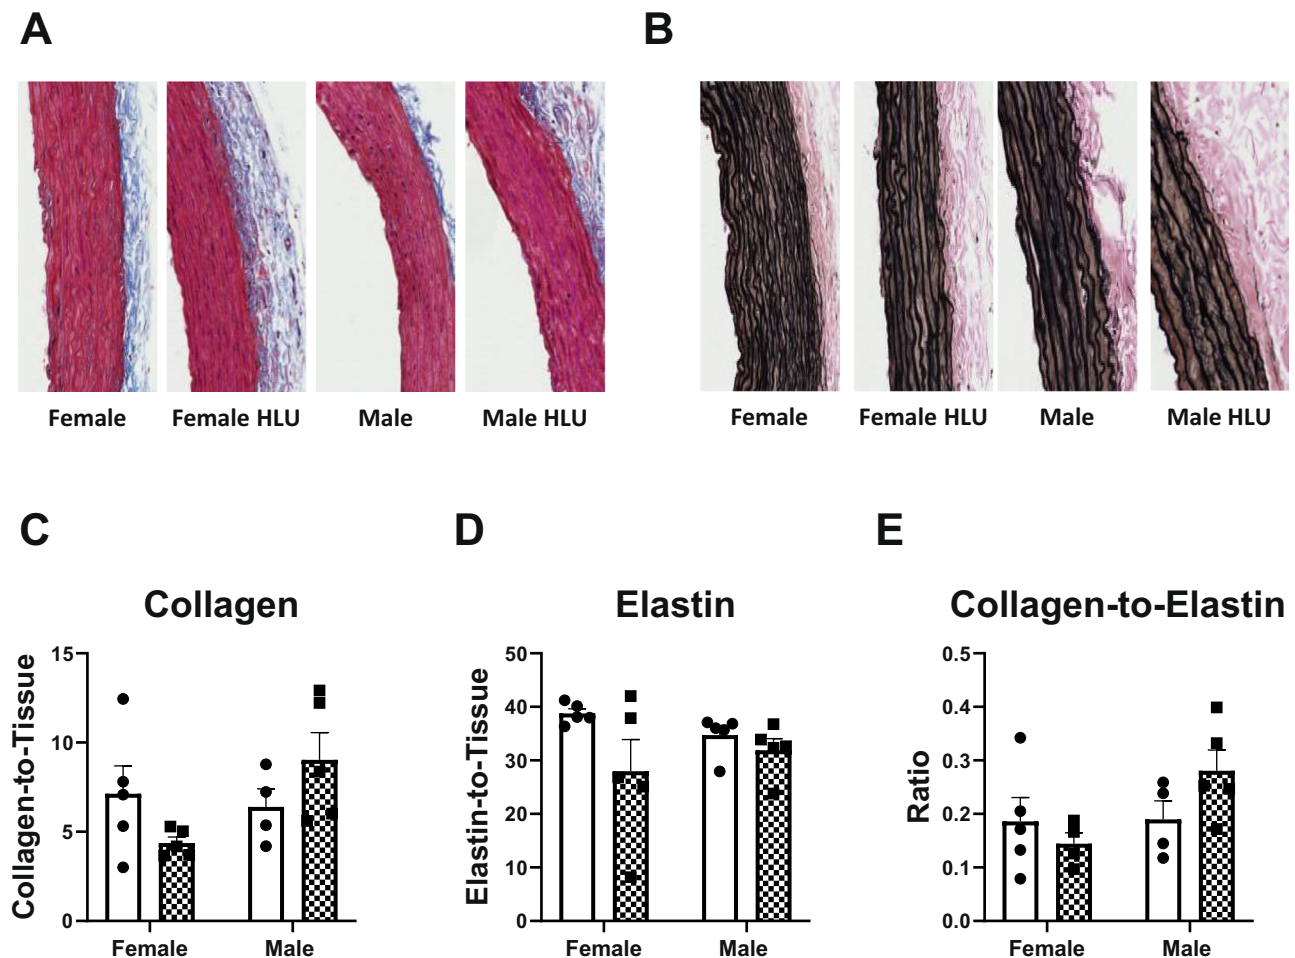 A
B
Female
Female HLU
Male
Male HLU
Female
Female HLU
Male
Male HLU
C
D
E
Collagen
Collagen-to-Tissue
15
10
5
0
Female
Male
Elastin
Elastin-to-Tissue
50
40
30
20
10
0
Female
Male
Collagen-to-Elastin
Ratio
0.5
0.4
0.3
0.2
0.1
0.0
Female
Male